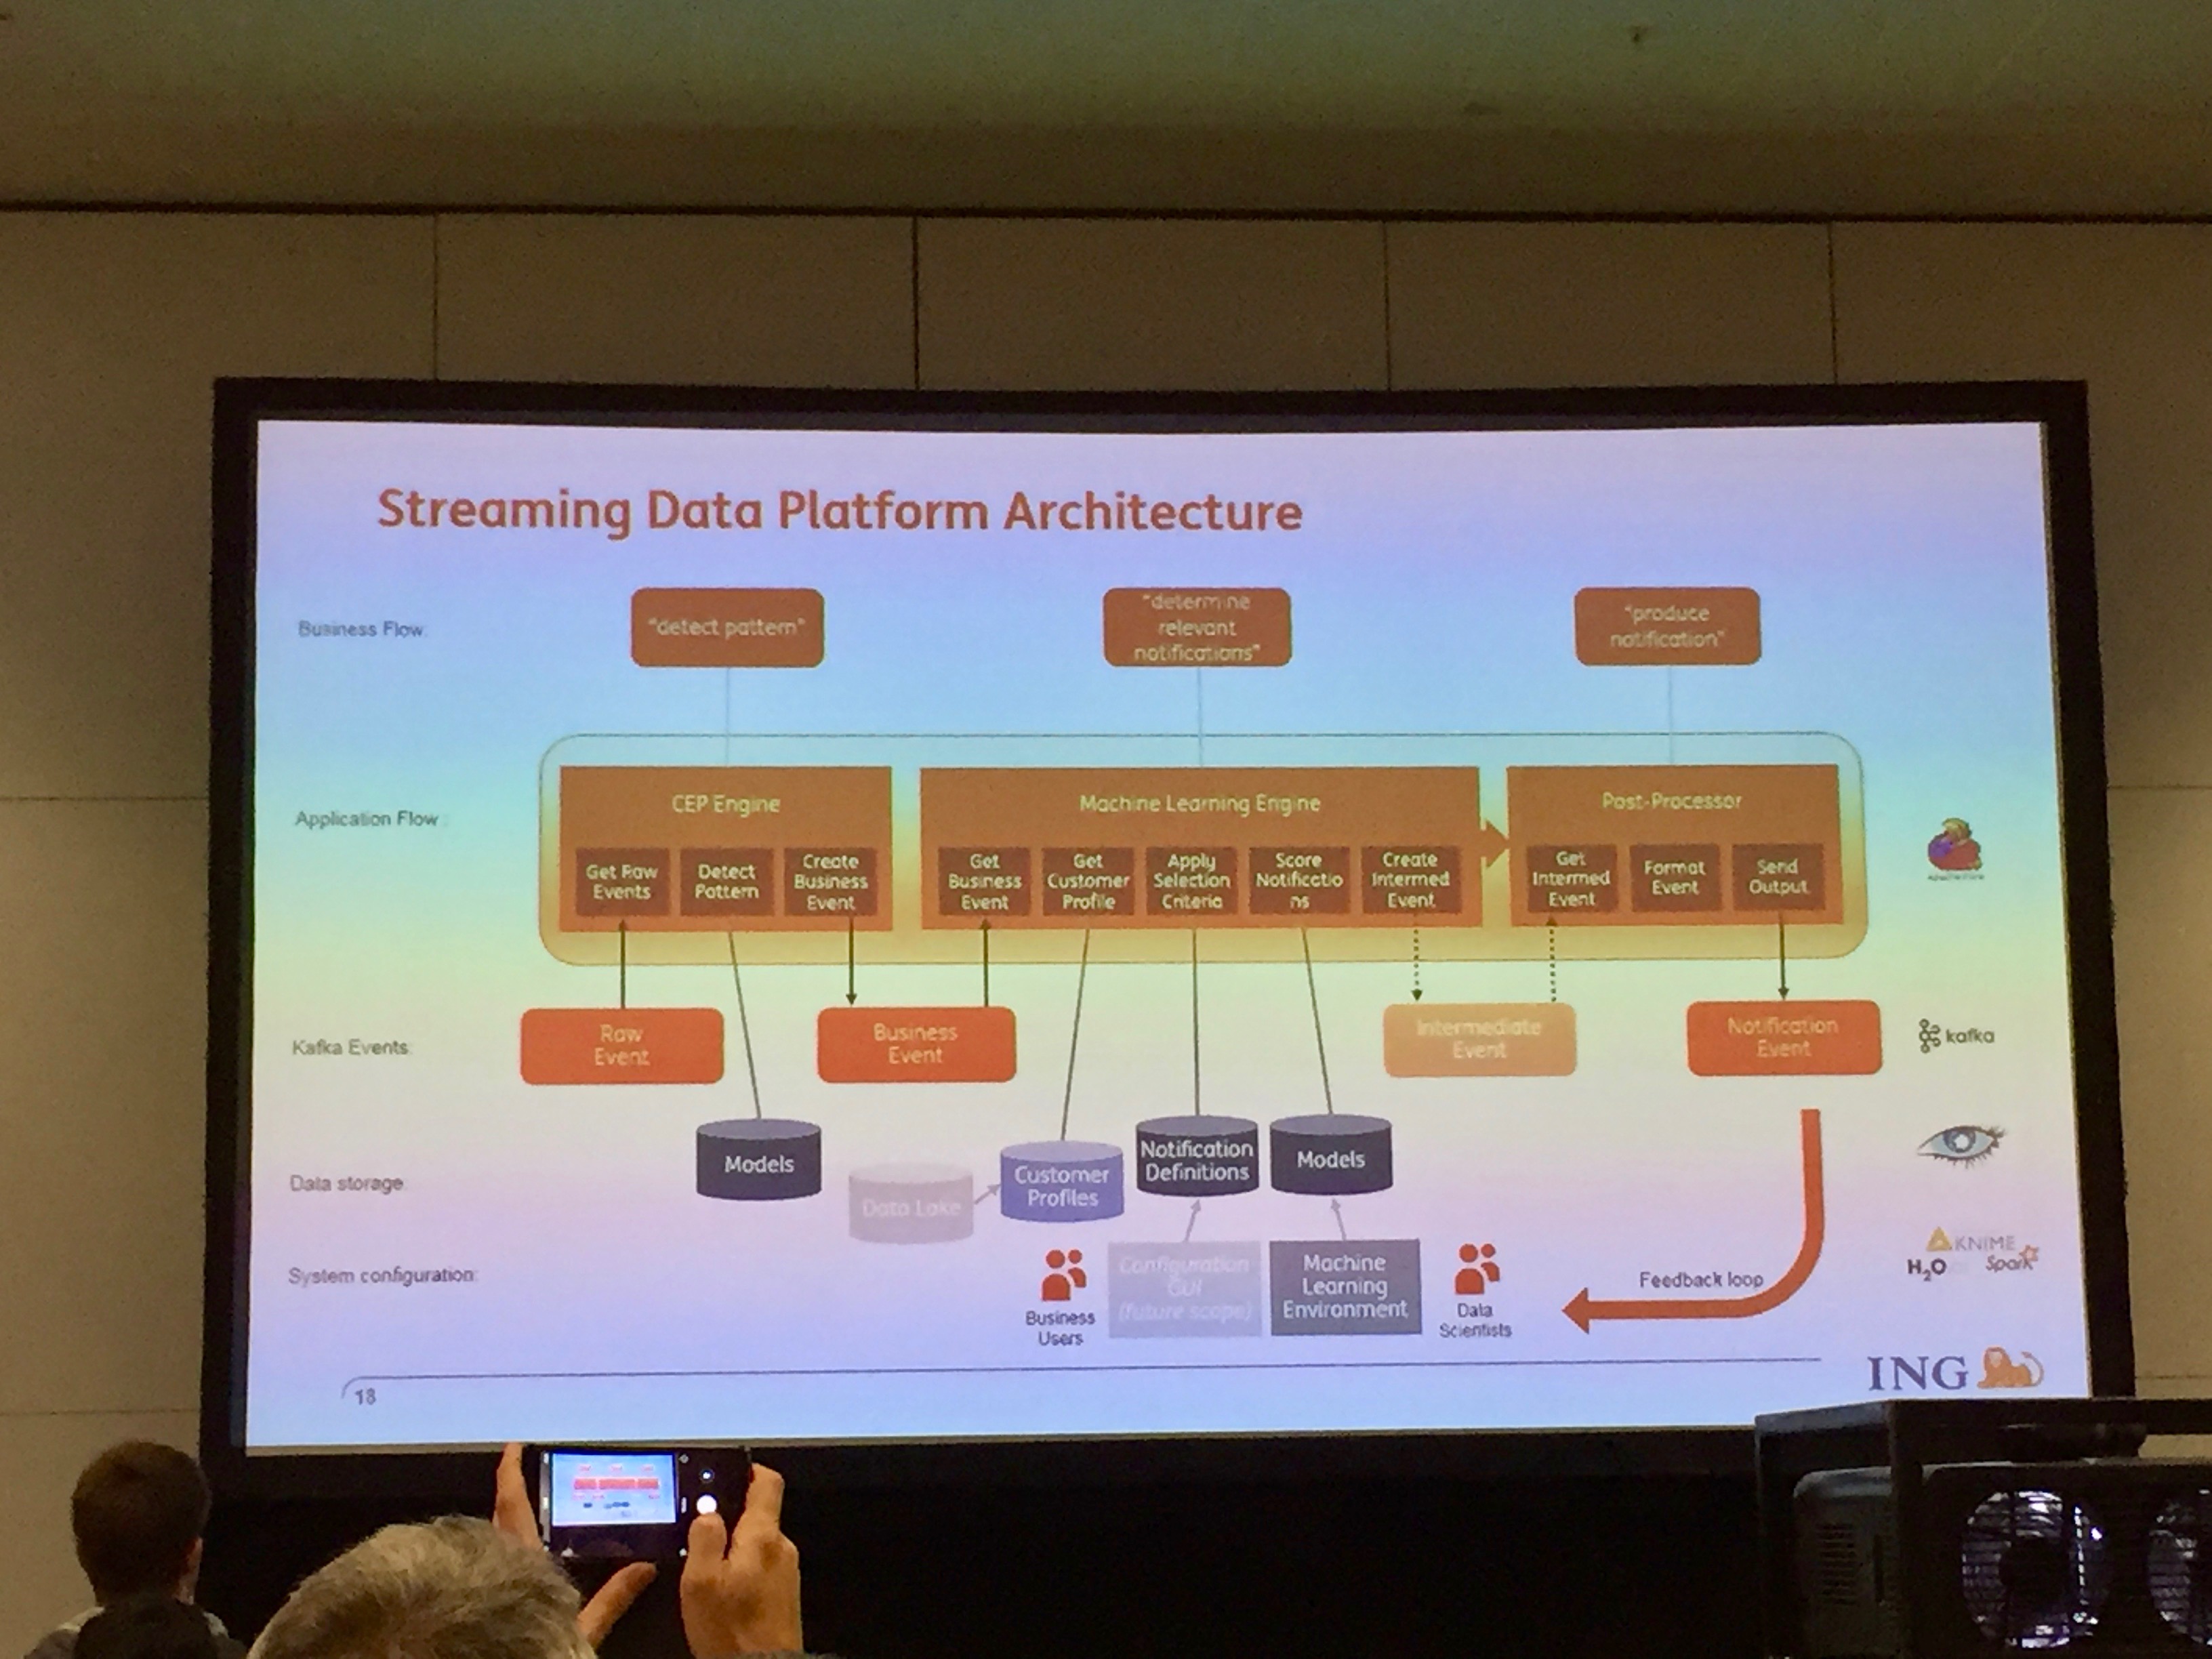 Streaming Data Platform Architecture
Business Flow:
"detect pattern"
"determine
relevant
notifications"
"produce
notification"
Application Flow:
CEP Engine
Get Raw
Events
Detect
Pattern
Create
Business
Event
Machine Learning Engine
Get
Business
Event
Get
Customer
Profile
Apply
Selection
Criteria
Score
Notificatio
ns
Create
Intermed
Event
Post-Processor
Get
Intermed
Event
Format
Event
Send
Output
Kafka Events:
Raw
Event
Business
Event
Intermediate
Event
Notification
Event
kafka
Data storage
Models
Data Lake
Customer
Profiles
Notification
Definitions
Models
System configuration:
Business
Users
Configuration
GUI
(future scope)
Machine
Learning
Environment
Data
Scientists
Feedback loop
KNIME
H2O
Spark
18
ING